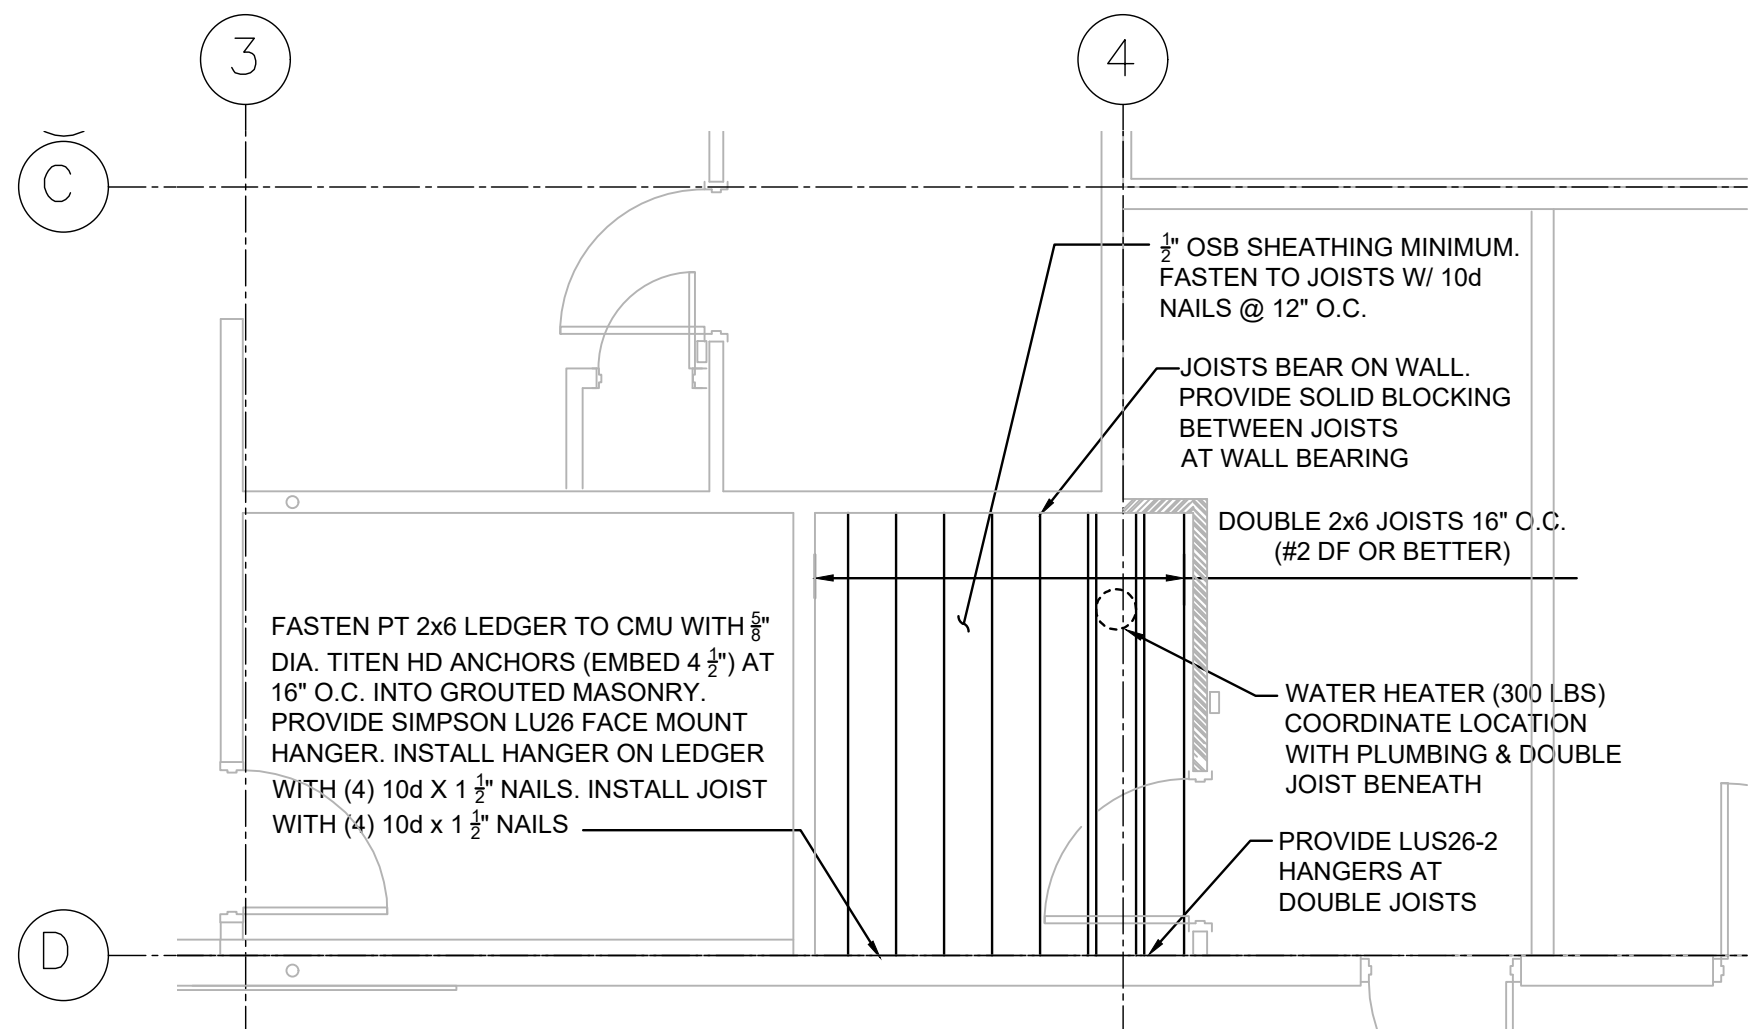 3
4
C
½" OSB SHEATHING MINIMUM.
FASTEN TO JOISTS W/ 10d
NAILS @ 12" O.C.
JOISTS BEAR ON WALL.
PROVIDE SOLID BLOCKING
BETWEEN JOISTS
AT WALL BEARING
DOUBLE 2x6 JOISTS 16" O.C.
(#2 DF OR BETTER)
FASTEN PT 2x6 LEDGER TO CMU WITH ⅝"
DIA. TITEN HD ANCHORS (EMBED 4 ½") AT
16" O.C. INTO GROUTED MASONRY.
PROVIDE SIMPSON LU26 FACE MOUNT
HANGER. INSTALL HANGER ON LEDGER
WITH (4) 10d X 1 ½" NAILS. INSTALL JOIST
WITH (4) 10d x 1 ½" NAILS
WATER HEATER (300 LBS)
COORDINATE LOCATION
WITH PLUMBING & DOUBLE
JOIST BENEATH
PROVIDE LUS26-2
HANGERS AT
DOUBLE JOISTS
D